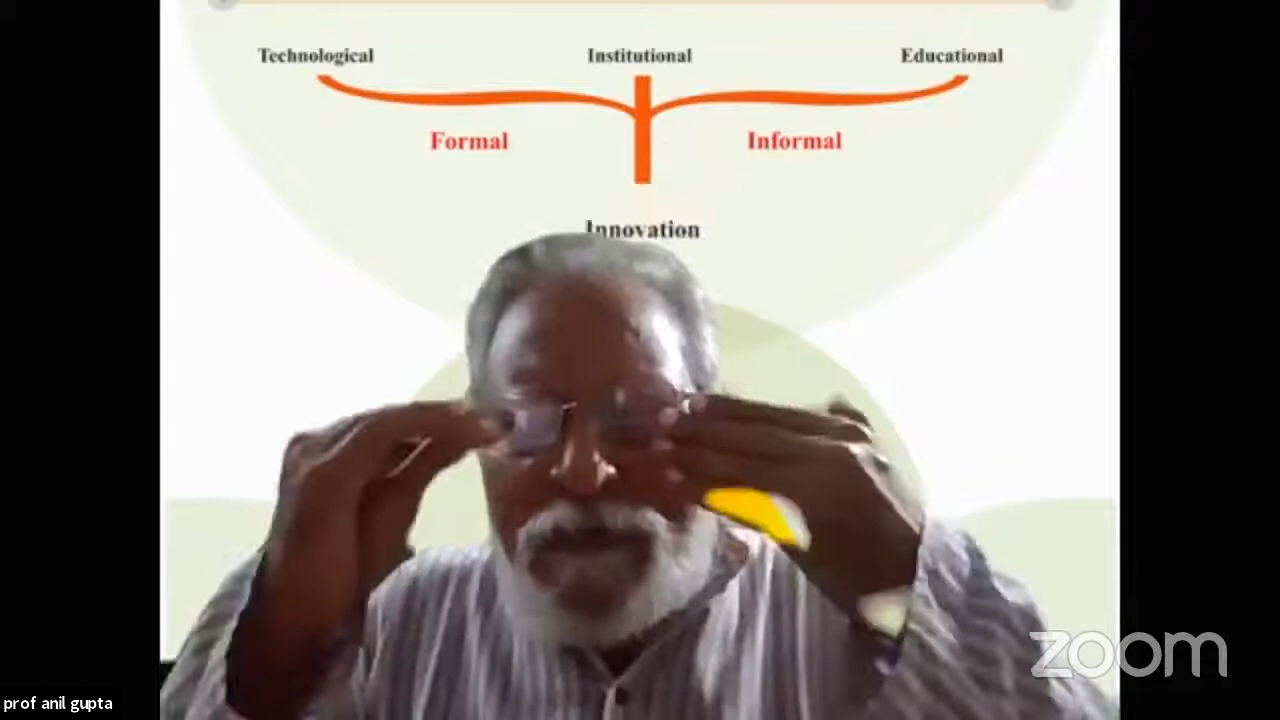 Technological Institutional Educational
Formal Informal
Innovation
zoom
prof anil gupta